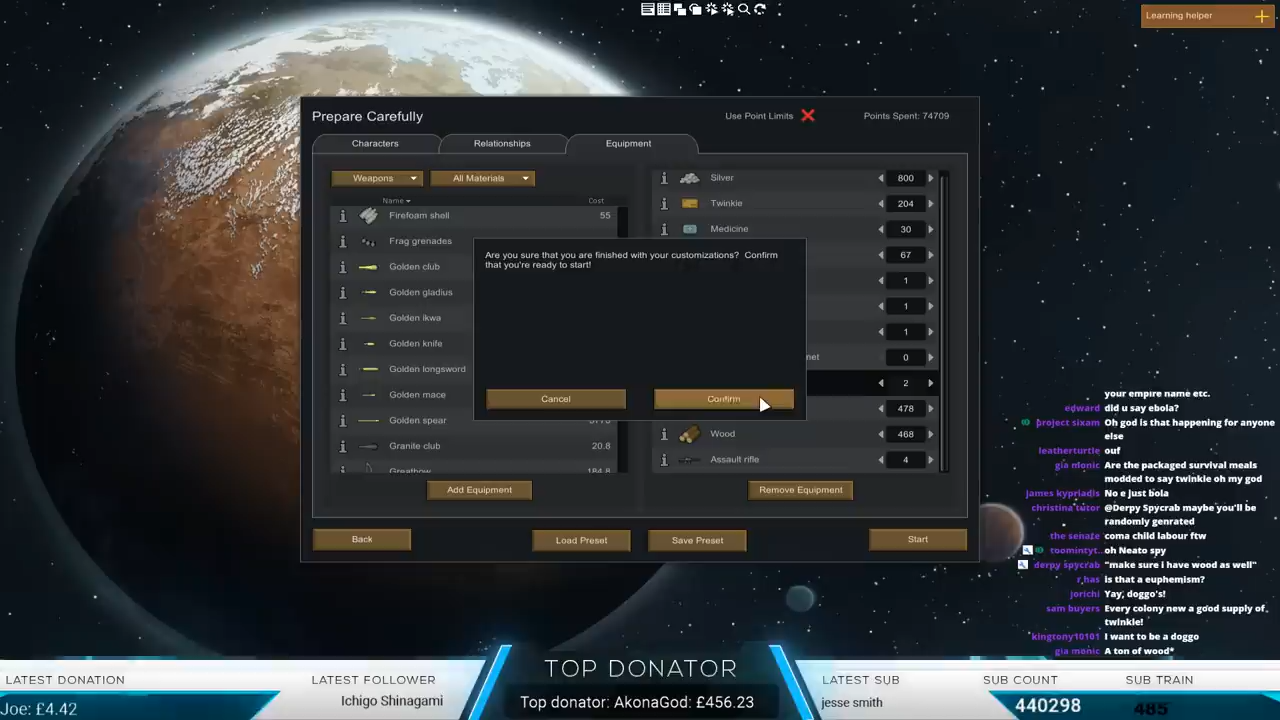 Learning helper
Prepare Carefully
Use Point Limits
Points Spent: 74709
Characters
Relationships
Equipment
Weapons
All Materials
Name
Cost
Firefoam shell
55
Frag grenades
Golden club
Golden gladius
Golden ikwa
Golden knife
Golden longsword
Golden mace
Golden spear
Granite club
20.8
Greatbow
184.8
Silver
800
Twinkie
204
Medicine
30
67
1
1
1
0
2
478
Wood
468
Assault rifle
4
Are you sure that you are finished with your customizations? Confirm
that you're ready to start!
Cancel
Confirm
Add Equipment
Remove Equipment
Back
Load Preset
Save Preset
Start
your empire name etc.
edward did u say ebola?
project sixam Oh god is that happening for anyone
else
leatherturtle ouf
gia monic Are the packaged survival meals
modded to say twinkie oh my god
james kypriadis No e just bola
christina tutor @Derpy Spycrab maybe you'll be
randomly genrated
the senate coma child labour ftw
toomintyt... oh Neato spy
derpy spycrab "make sure i have wood as well"
r has Is that a euphemism?
jorichi Yay, doggo's!
sam buyers Every colony new a good supply of
twinkle!
kingtony10101 I want to be a doggo
gia monic A ton of wood*
LATEST DONATION
Joe: £4.42
LATEST FOLLOWER
Ichigo Shinagami
TOP DONATOR
Top donator: AkonaGod: £456.23
LATEST SUB
jesse smith
SUB COUNT
440298
SUB TRAIN
485